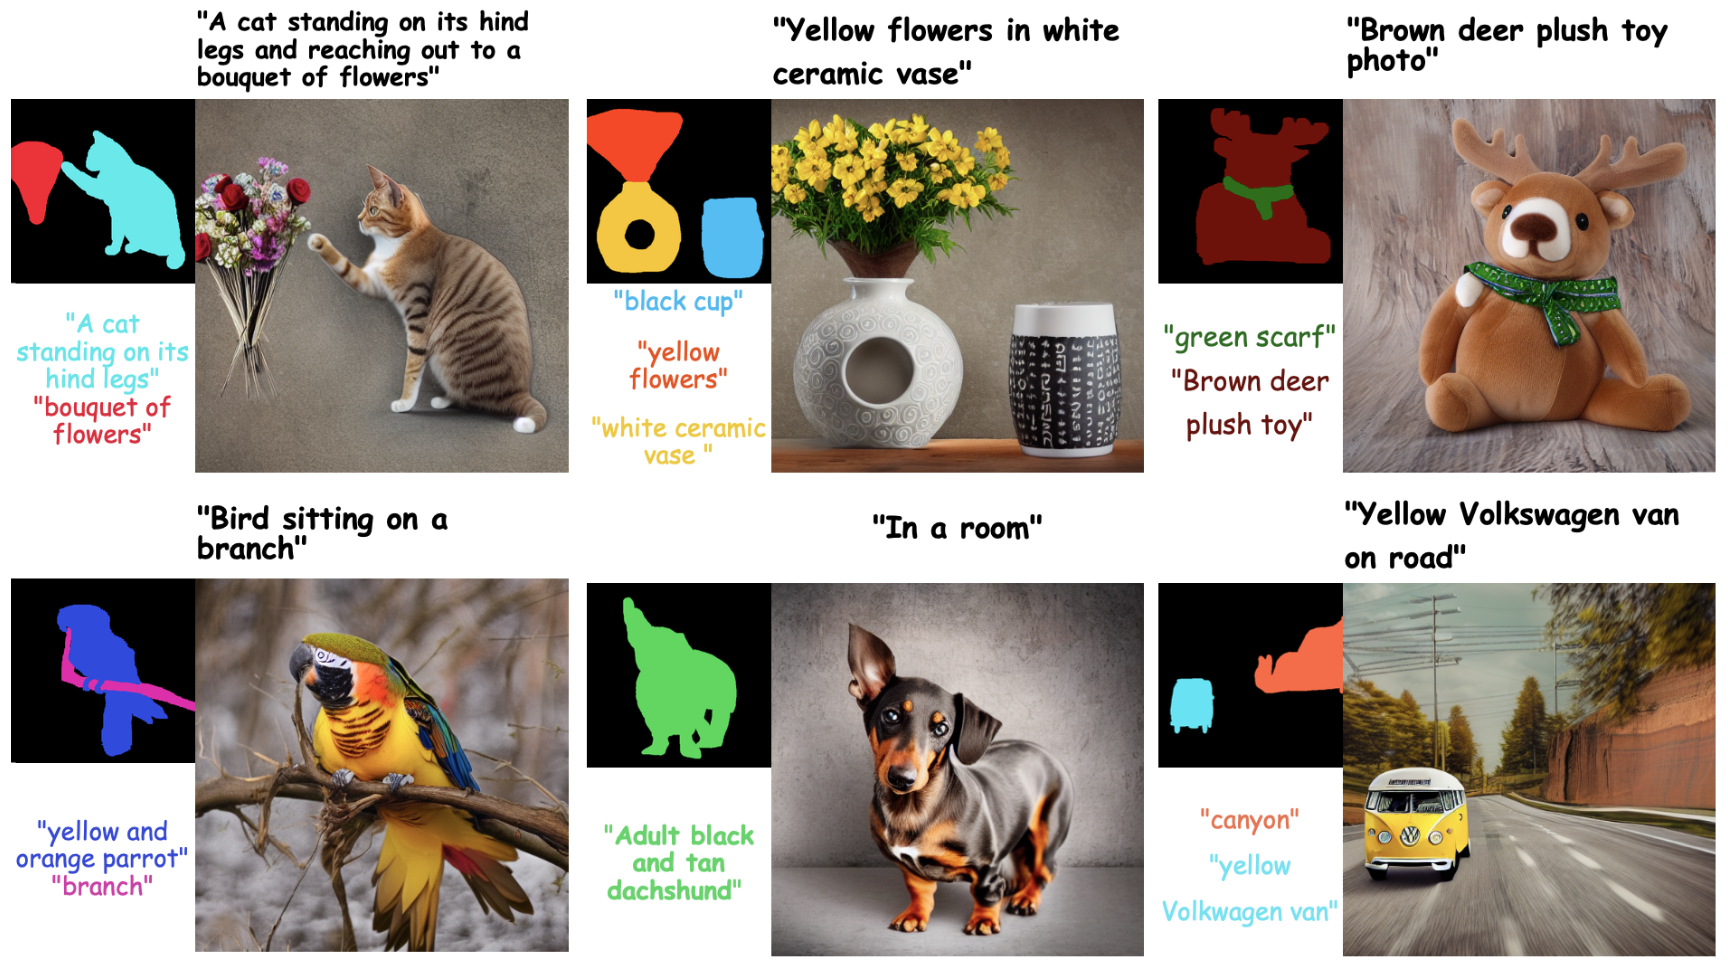 "A cat standing on its hind
legs and reaching out to a
bouquet of flowers"
"A cat
standing on its
hind legs"
"bouquet of
flowers"
"Yellow flowers in white
ceramic vase"
"black cup"
"yellow
flowers"
"white ceramic
vase "
"Brown deer plush toy
photo"
"green scarf"
"Brown deer
plush toy"
"Bird sitting on a
branch"
"yellow and
orange parrot"
"branch"
"In a room"
"Adult black
and tan
dachshund"
"Yellow Volkswagen van
on road"
"canyon"
"yellow
Volkwagen van"